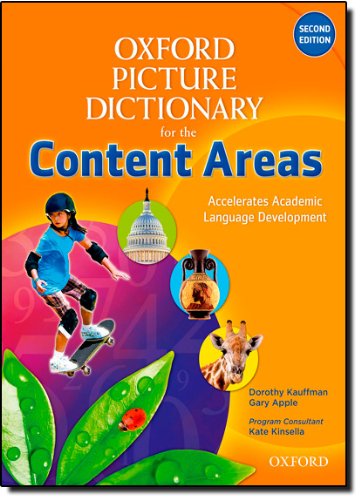 SECOND
EDITION
OXFORD
PICTURE
DICTIONARY
for the
Content Areas
Accelerates Academic
Language Development
Dorothy Kauffman
Gary Apple
Program Consultant
Kate Kinsella
OXFORD